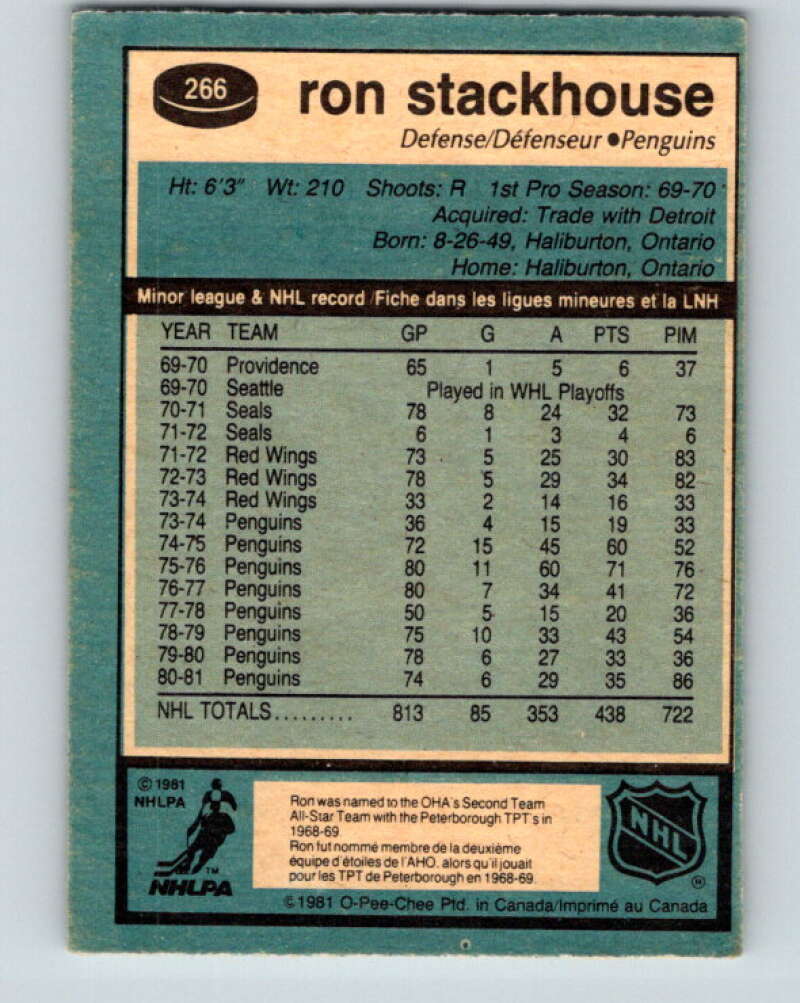 266
ron stackhouse
Defense/Défenseur ●Penguins
Ht: 6'3" Wt: 210 Shoots: R 1st Pro Season: 69-70
Acquired: Trade with Detroit
Born: 8-26-49, Haliburton, Ontario
Home: Haliburton, Ontario
Minor league & NHL record/Fiche dans les ligues mineures et la LNH
YEAR TEAM GP G A PTS PIM
69-70 Providence 65 1 5 6 37
69-70 Seattle Played in WHL Playoffs
70-71 Seals 78 8 24 32 73
71-72 Seals 6 1 3 4 6
71-72 Red Wings 73 5 25 30 83
72-73 Red Wings 78 5 29 34 82
73-74 Red Wings 33 2 14 16 33
73-74 Penguins 36 4 15 19 33
74-75 Penguins 72 15 45 60 52
75-76 Penguins 80 11 60 71 76
76-77 Penguins 80 7 34 41 72
77-78 Penguins 50 5 15 20 36
78-79 Penguins 75 10 33 43 54
79-80 Penguins 78 6 27 33 36
80-81 Penguins 74 6 29 35 86
NHL TOTALS......... 813 85 353 438 722
© 1981
NHLPA
TM
NHLPA
Ron was named to the OHA's Second Team
All-Star Team with the Peterborough TPT's in
1968-69
Ron fut nommé membre de la deuxième
équipe d'étoiles de l'AHO, alors qu'il jouait
pour les TPT de Peterborough en 1968-69.
NHL
®
© 1981 O-Pee-Chee Ptd. in Canada/Imprimé au Canada